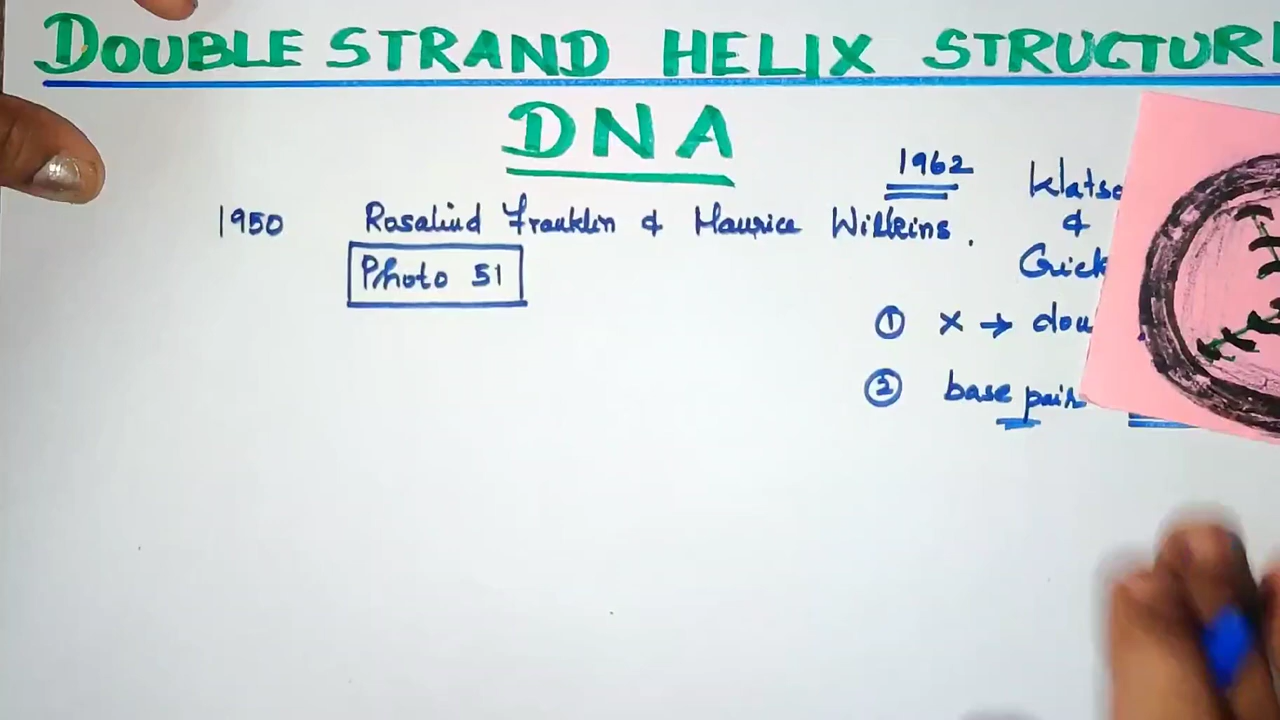 DOUBLE STRAND HELIX STRUCTUR
DNA
1962
1950 Rosalind Franklin & Maurice Wilkins.
&
Photo 51
① x → dou
② base pair